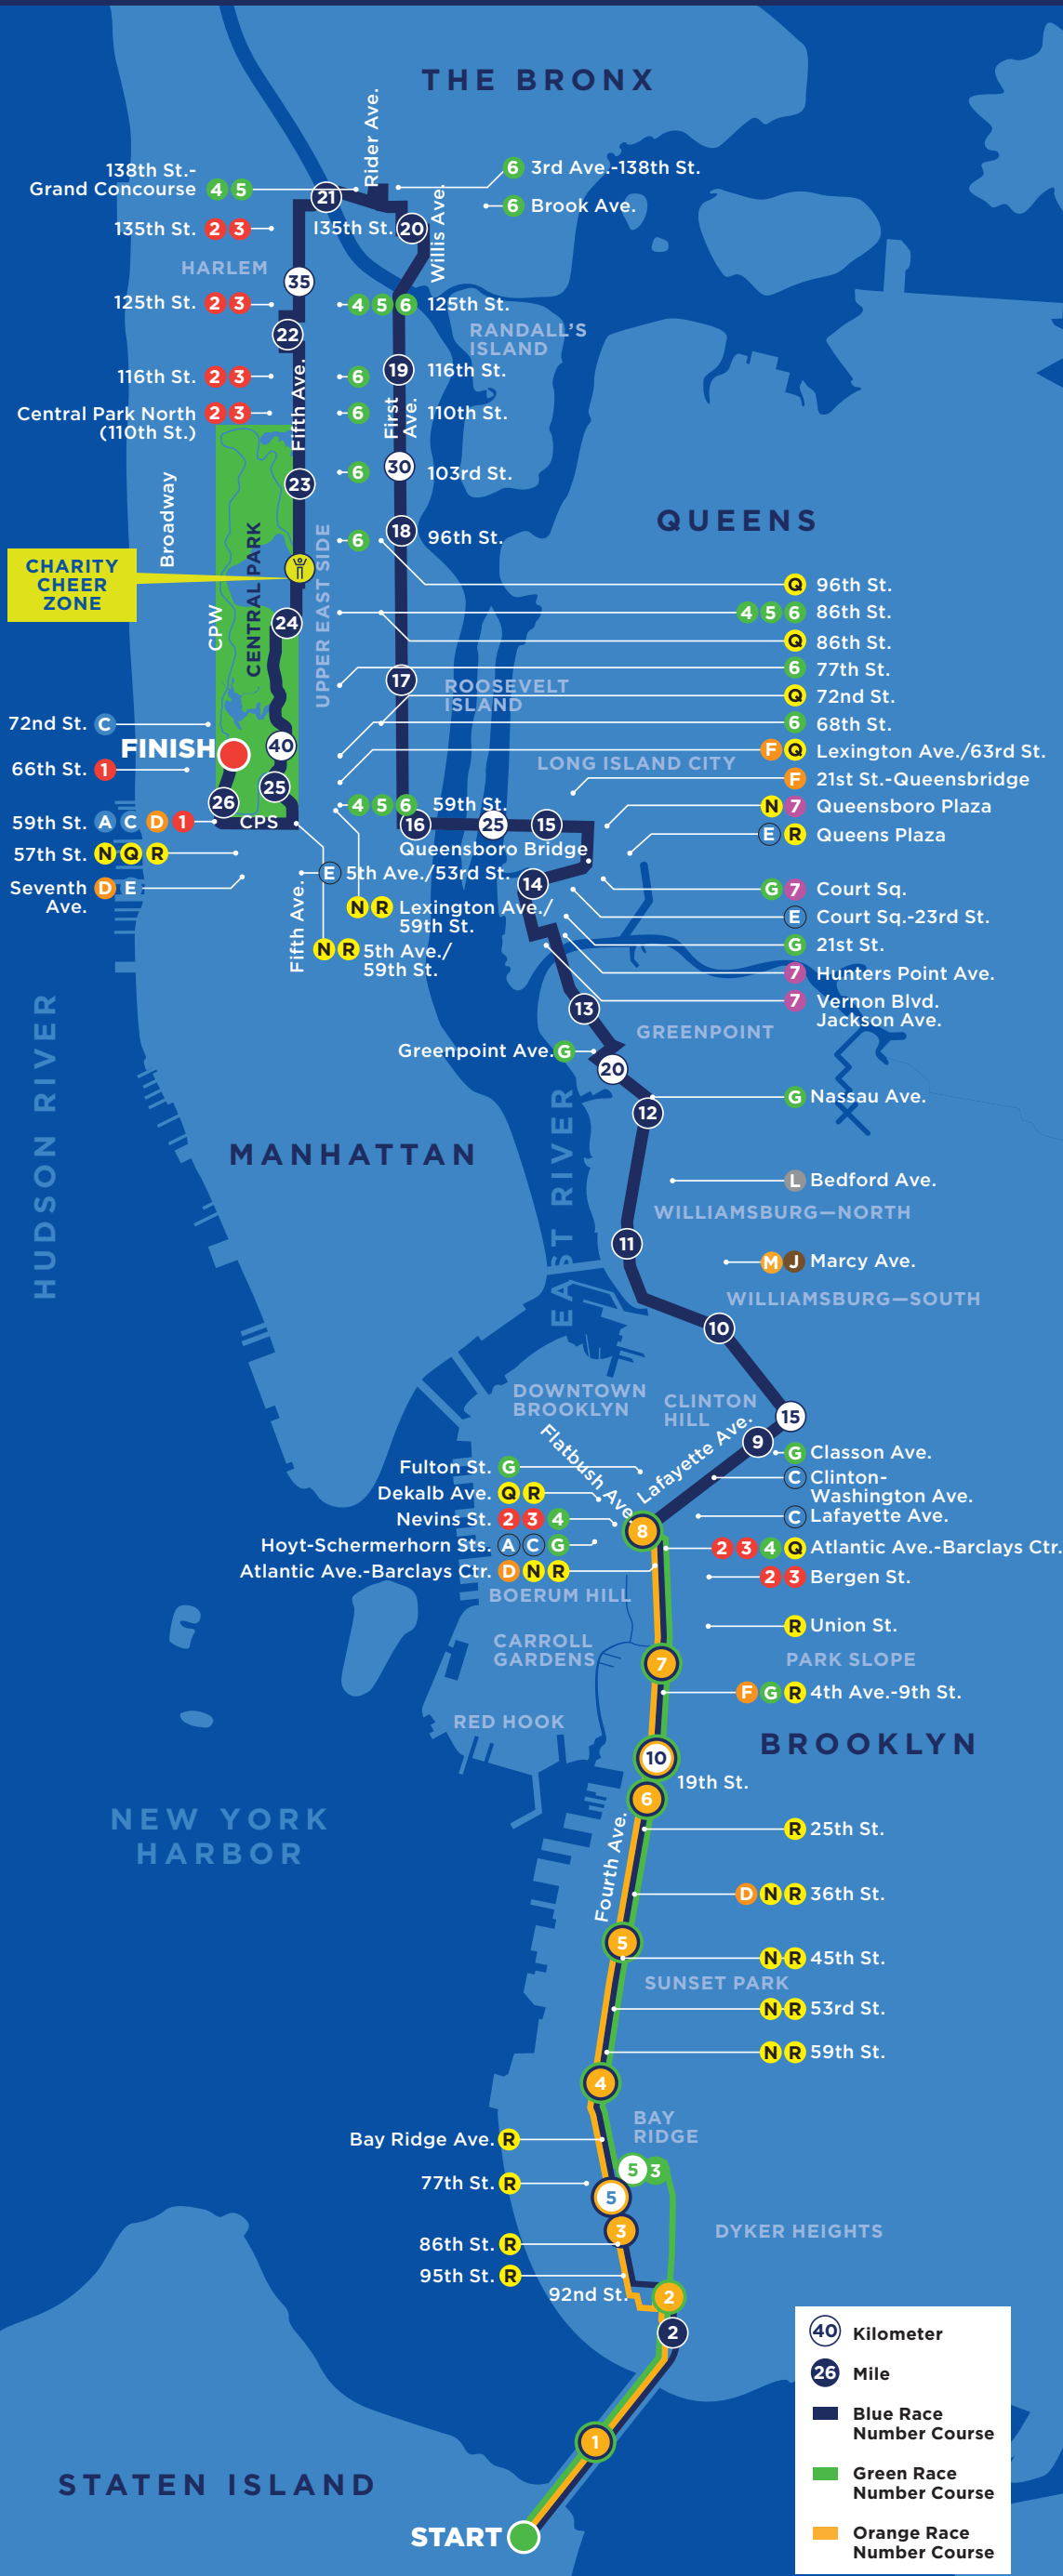 THE BRONX
Rider Ave.
138th St.-
Grand Concourse 4 5
21
6 3rd Ave.-138th St.
6 Brook Ave.
135th St. 2 3
I35th St. 20
Willis Ave.
HARLEM
35
125th St. 2 3
4 5 6 125th St.
22
RANDALL'S
ISLAND
116th St. 2 3
6 19 116th St.
Fifth Ave.
First
Ave.
Central Park North 2 3
(110th St.)
6 110th St.
30
6 103rd St.
23
Broadway
18
6 96th St.
QUEENS
CHARITY
CHEER
ZONE
CENTRAL PARK
UPPER EAST SIDE
CPW
24
Q 96th St.
4 5 6 86th St.
Q 86th St.
6 77th St.
17
ROOSEVELT
ISLAND
Q 72nd St.
6 68th St.
72nd St. C
FINISH
40
F Q Lexington Ave./63rd St.
LONG ISLAND CITY
66th St. 1
25
F 21st St.-Queensbridge
26
4 5 6 59th St.
N 7 Queensboro Plaza
59th St. A C D 1
CPS
16 25 15
E R Queens Plaza
Queensboro Bridge
57th St. N Q R
E 5th Ave./53rd St.
14
Seventh D E
Ave.
G 7 Court Sq.
Fifth Ave.
N R Lexington Ave./
59th St.
E Court Sq.-23rd St.
N R 5th Ave./
59th St.
G 21st St.
7 Hunters Point Ave.
7 Vernon Blvd.
Jackson Ave.
13
GREENPOINT
Greenpoint Ave. G
20
HUDSON RIVER
EAST RIVER
12
G Nassau Ave.
MANHATTAN
L Bedford Ave.
WILLIAMSBURG—NORTH
11
M J Marcy Ave.
WILLIAMSBURG—SOUTH
10
DOWNTOWN
BROOKLYN
CLINTON
HILL
15
9
Flatbush Ave.
Lafayette Ave.
G Classon Ave.
Fulton St. G
C Clinton-
Washington Ave.
Dekalb Ave. Q R
Nevins St. 2 3 4
C Lafayette Ave.
8
Hoyt-Schermerhorn Sts. A C G
2 3 4 Q Atlantic Ave.-Barclays Ctr.
Atlantic Ave.-Barclays Ctr. D N R
2 3 Bergen St.
BOERUM HILL
R Union St.
CARROLL
GARDENS
7
PARK SLOPE
F G R 4th Ave.-9th St.
RED HOOK
BROOKLYN
10
19th St.
6
NEW YORK
HARBOR
Fourth Ave.
R 25th St.
D N R 36th St.
5
N R 45th St.
SUNSET PARK
N R 53rd St.
N R 59th St.
4
BAY
RIDGE
Bay Ridge Ave. R
5 3
77th St. R
5
3
DYKER HEIGHTS
86th St. R
95th St. R
92nd St.
2
2
40 Kilometer
26 Mile
Blue Race
Number Course
Green Race
Number Course
Orange Race
Number Course
1
STATEN ISLAND
START